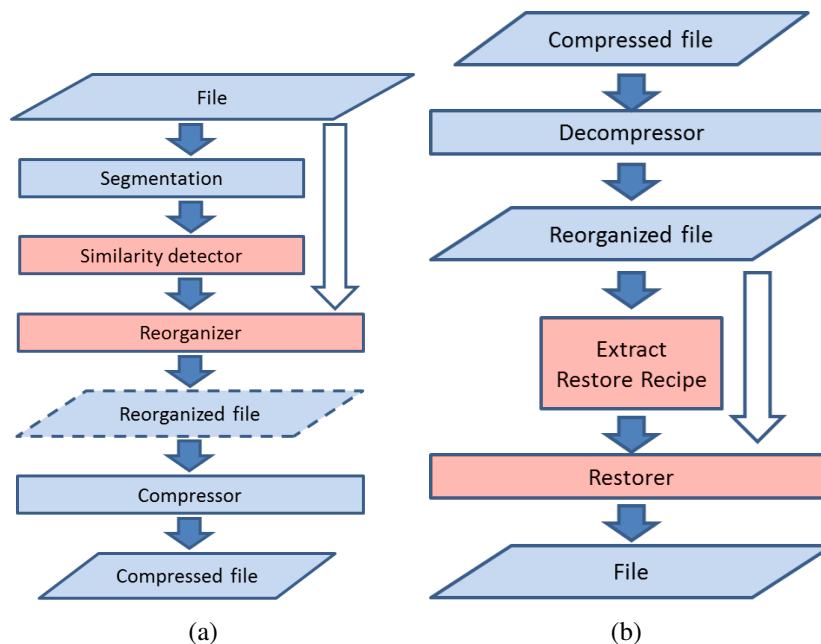 File
Segmentation
Similarity detector
Reorganizer
Reorganized file
Compressor
Compressed file
(a)
Compressed file
Decompressor
Reorganized file
Extract
Restore Recipe
Restorer
File
(b)